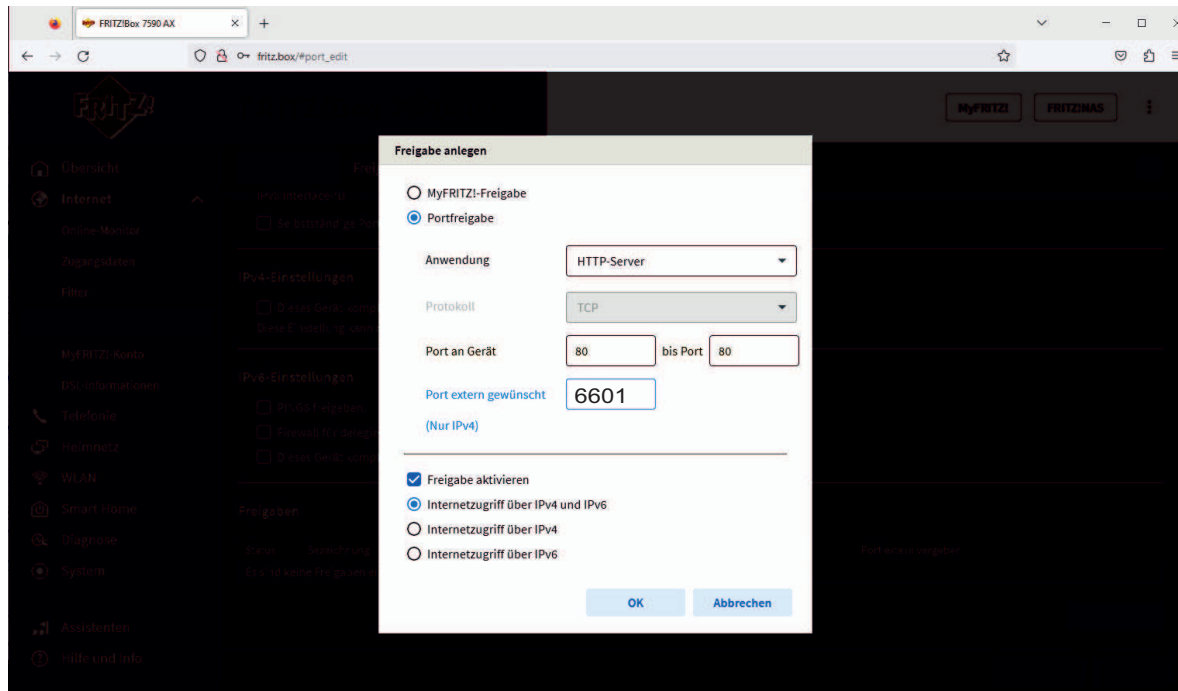 FRITZ!Box 7590 AX
fritz.box/#port_edit
FRITZ!
MyFRITZ!
FRITZ!NAS
Freigabe anlegen
MyFRITZ!-Freigabe
Portfreigabe
Anwendung HTTP-Server
Protokoll TCP
Port an Gerät 80 bis Port 80
Port extern gewünscht 6601
(Nur IPv4)
Freigabe aktivieren
Internetzugriff über IPv4 und IPv6
Internetzugriff über IPv4
Internetzugriff über IPv6
OK Abbrechen
Übersicht
Internet
Online-Monitor
Zugangsdaten
Filter
MyFRITZ!-Konto
DSL-Informationen
Telefonie
Heimnetz
WLAN
Smart Home
Diagnose
System
Assistenten
Hilfe und Info
IPv4-Einstellungen
IPv6-Einstellungen
Freigaben
Status Bezeichnung